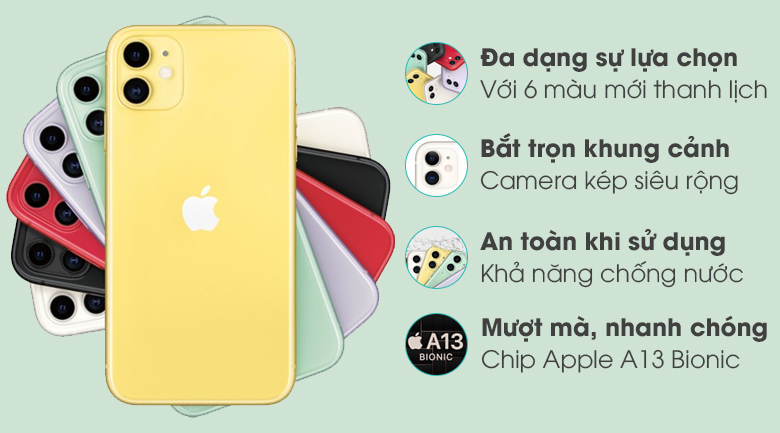 Đa dạng sự lựa chọn
Với 6 màu mới thanh lịch
Bắt trọn khung cảnh
Camera kép siêu rộng
An toàn khi sử dụng
Khả năng chống nước
A13
BIONIC
Mượt mà, nhanh chóng
Chip Apple A13 Bionic